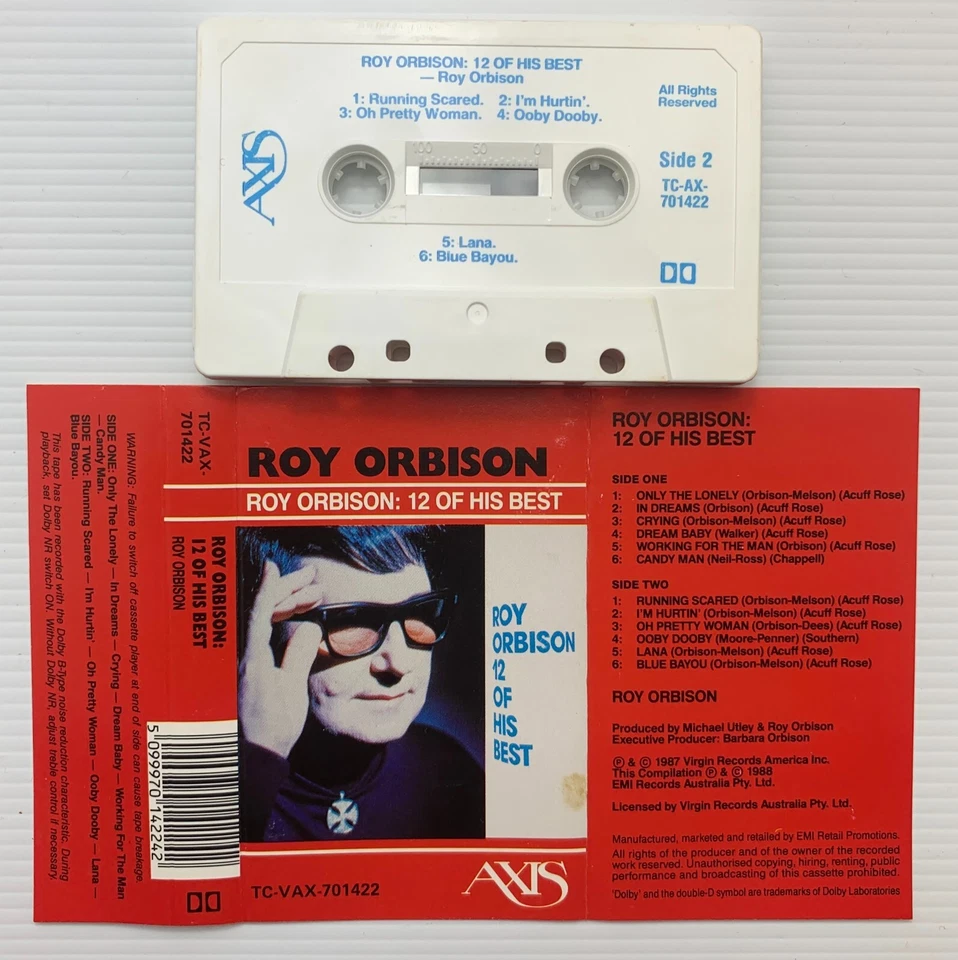 ROY ORBISON: 12 OF HIS BEST
— Roy Orbison
1: Running Scared. 2: I'm Hurtin'.
3: Oh Pretty Woman. 4: Ooby Dooby.
All Rights
Reserved
AXIS
100 50 0
Side 2
TC-AX-
701422
5: Lana.
6: Blue Bayou.
WARNING: Failure to switch off cassette player at end of side can cause tape breakage.
SIDE ONE: Only The Lonely — In Dreams — Crying — Dream Baby — Working For The Man
— Candy Man.
SIDE TWO: Running Scared — I'm Hurtin' — Oh Pretty Woman — Ooby Dooby — Lana —
Blue Bayou.
This tape has been recorded with the Dolby B-Type noise reduction characteristic. During
playback, set Dolby NR switch ON. Without Dolby NR, adjust treble control if necessary.
TC-VAX-
701422
ROY ORBISON:
12 OF HIS BEST
ROY ORBISON
5 099970 142242
ROY ORBISON
ROY ORBISON: 12 OF HIS BEST
ROY
ORBISON
12
OF
HIS
BEST
TC-VAX-701422
AXIS
ROY ORBISON:
12 OF HIS BEST
SIDE ONE
1: ONLY THE LONELY (Orbison-Melson) (Acuff Rose)
2: IN DREAMS (Orbison) (Acuff Rose)
3: CRYING (Orbison-Melson) (Acuff Rose)
4: DREAM BABY (Walker) (Acuff Rose)
5: WORKING FOR THE MAN (Orbison) (Acuff Rose)
6: CANDY MAN (Neil-Ross) (Chappell)
SIDE TWO
1: RUNNING SCARED (Orbison-Melson) (Acuff Rose)
2: I'M HURTIN' (Orbison-Melson) (Acuff Rose)
3: OH PRETTY WOMAN (Orbison-Dees) (Acuff Rose)
4: OOBY DOOBY (Moore-Penner) (Southern)
5: LANA (Orbison-Melson) (Acuff Rose)
6: BLUE BAYOU (Orbison-Melson) (Acuff Rose)
ROY ORBISON
Produced by Michael Utley & Roy Orbison
Executive Producer: Barbara Orbison
Ⓟ & © 1987 Virgin Records America Inc.
This Compilation Ⓟ & © 1988
EMI Records Australia Pty. Ltd.
Licensed by Virgin Records Australia Pty. Ltd.
Manufactured, marketed and retailed by EMI Retail Promotions.
All rights of the producer and of the owner of the recorded
work reserved. Unauthorised copying, hiring, renting, public
performance and broadcasting of this cassette prohibited.
'Dolby' and the double-D symbol are trademarks of Dolby Laboratories